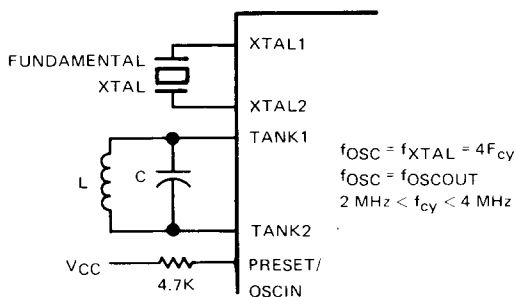 XTAL1
FUNDAMENTAL
XTAL
XTAL2
TANK1
L
C
TANK2
VCC
4.7K
PRESET/
OSCIN
fOSC = fXTAL = 4Fcy
fOSC = fOSCOUT
2 MHz < fcy < 4 MHz